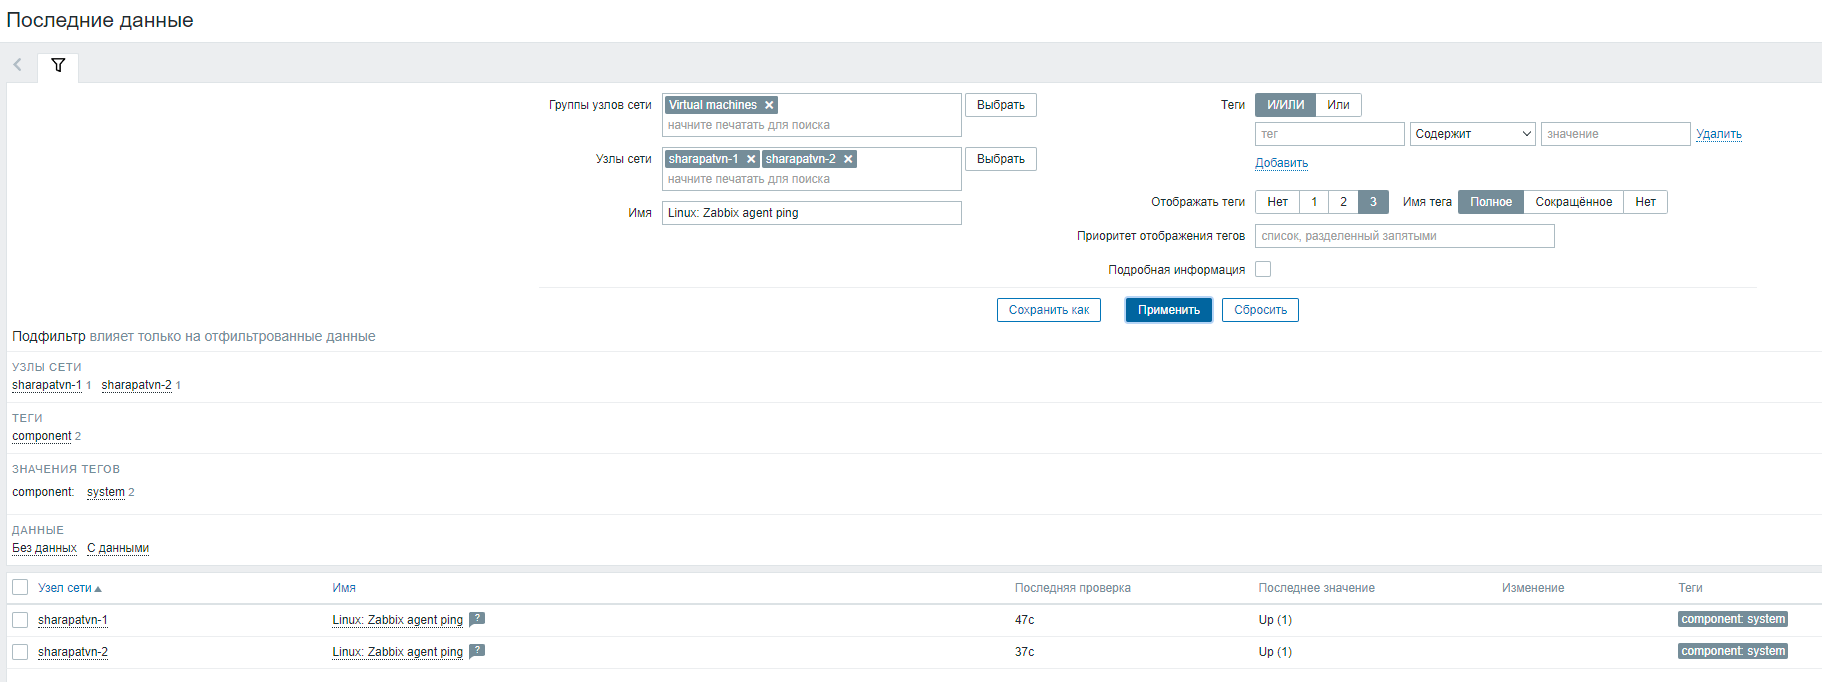 Последние данные
Группы узлов сети Virtual machines начните печатать для поиска Выбрать
Узлы сети sharapatvn-1 sharapatvn-2 начните печатать для поиска Выбрать
Имя Linux: Zabbix agent ping
Теги И/ИЛИ Или
тег Содержит значение Удалить
Добавить
Отображать теги Нет 1 2 3 Имя тега Полное Сокращённое Нет
Приоритет отображения тегов список, разделенный запятыми
Подробная информация
Сохранить как Применить Сбросить
Подфильтр влияет только на отфильтрованные данные
УЗЛЫ СЕТИ
sharapatvn-1 1 sharapatvn-2 1
ТЕГИ
component 2
ЗНАЧЕНИЯ ТЕГОВ
component: system 2
ДАННЫЕ
Без данных С данными
Узел сети Имя Последняя проверка Последнее значение Изменение Теги
sharapatvn-1 Linux: Zabbix agent ping ? 47с Up (1) component: system
sharapatvn-2 Linux: Zabbix agent ping ? 37с Up (1) component: system